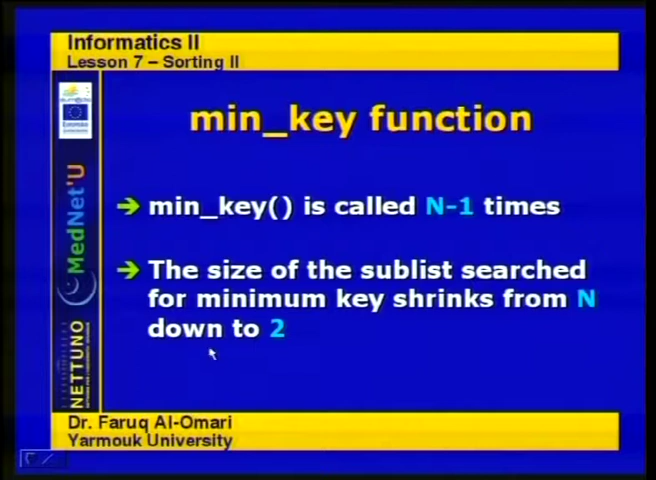 Informatics II
Lesson 7 – Sorting II
min_key function
min_key() is called N-1 times
The size of the sublist searched
for minimum key shrinks from N
down to 2
MedNet'U
NETTUNO
Dr. Faruq Al-Omari
Yarmouk University